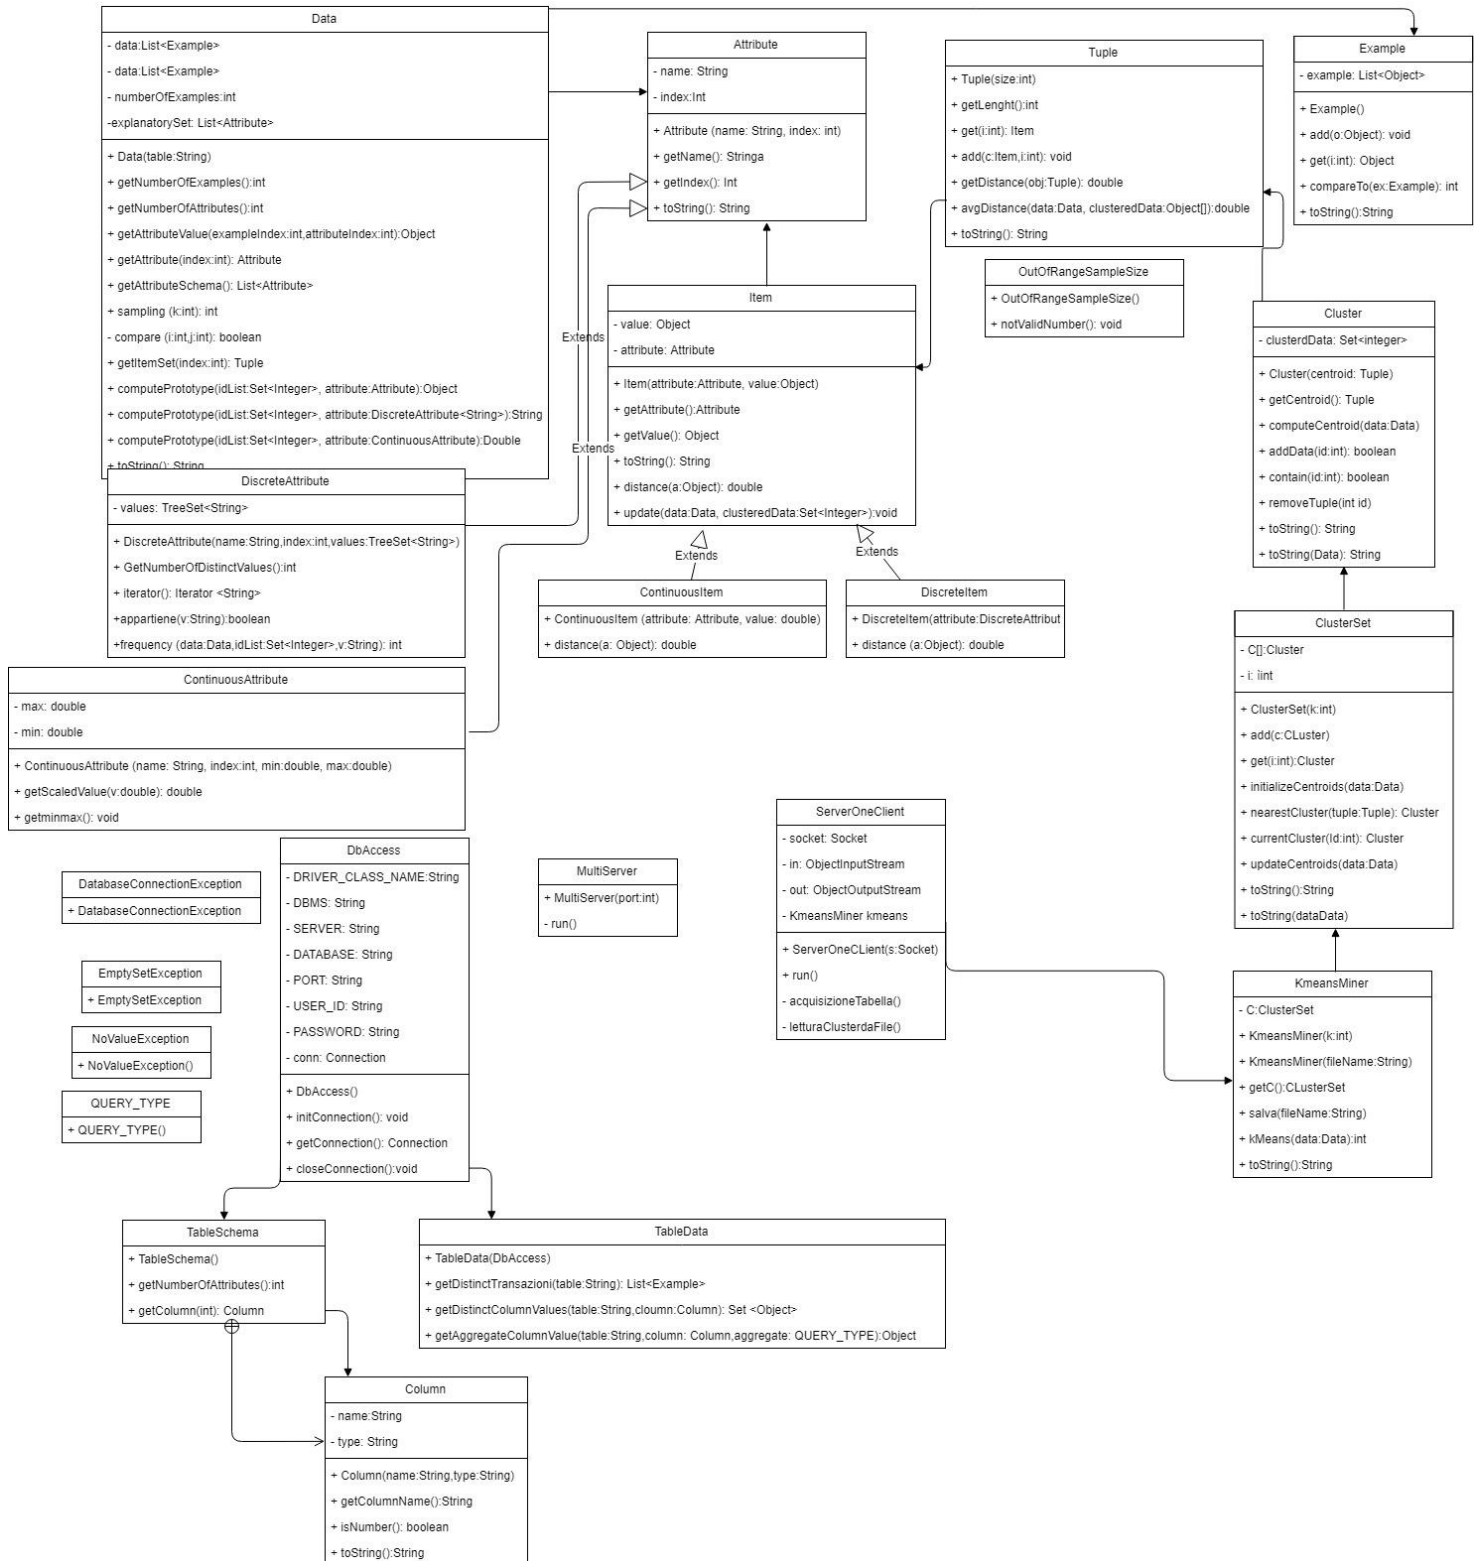 Data
- data:List<Example>
- data:List<Example>
- numberOfExamples:int
-explanatorySet: List<Attribute>
+ Data(table:String)
+ getNumberOfExamples():int
+ getNumberOfAttributes():int
+ getAttributeValue(exampleIndex:int,attributeIndex:int):Object
+ getAttribute(index:int): Attribute
+ getAttributeSchema(): List<Attribute>
+ sampling (k:int): int
- compare (i:int,j:int): boolean
+ getItemSet(index:int): Tuple
+ computePrototype(idList:Set<Integer>, attribute:Attribute):Object
+ computePrototype(idList:Set<Integer>, attribute:DiscreteAttribute<String>):String
+ computePrototype(idList:Set<Integer>, attribute:ContinuousAttribute):Double
+ toString(): String
Attribute
- name: String
- index:Int
+ Attribute (name: String, index: int)
+ getName(): Stringa
+ getIndex(): Int
+ toString(): String
Tuple
+ Tuple(size:int)
+ getLenght():int
+ get(i:int): Item
+ add(c:Item,i:int): void
+ getDistance(obj:Tuple): double
+ avgDistance(data:Data, clusteredData:Object[]):double
+ toString(): String
Example
- example: List<Object>
+ Example()
+ add(o:Object): void
+ get(i:int): Object
+ compareTo(ex:Example): int
+ toString():String
OutOfRangeSampleSize
+ OutOfRangeSampleSize()
+ notValidNumber(): void
Item
- value: Object
- attribute: Attribute
+ Item(attribute:Attribute, value:Object)
+ getAttribute():Attribute
+ getValue(): Object
+ toString(): String
+ distance(a:Object): double
+ update(data:Data, clusteredData:Set<Integer>):void
Extends
Extends
Extends
Extends
Cluster
- clusterdData: Set<integer>
+ Cluster(centroid: Tuple)
+ getCentroid(): Tuple
+ computeCentroid(data:Data)
+ addData(id:int): boolean
+ contain(id:int): boolean
+ removeTuple(int id)
+ toString(): String
+ toString(Data): String
DiscreteAttribute
- values: TreeSet<String>
+ DiscreteAttribute(name:String,index:int,values:TreeSet<String>)
+ GetNumberOfDistinctValues():int
+ iterator(): Iterator <String>
+appartiene(v:String):boolean
+frequency (data:Data,idList:Set<Integer>,v:String): int
ContinuousItem
+ ContinuousItem (attribute: Attribute, value: double)
+ distance(a: Object): double
DiscreteItem
+ DiscreteItem(attribute:DiscreteAttribut
+ distance (a:Object): double
ClusterSet
- C[]:Cluster
- i: ìint
+ ClusterSet(k:int)
+ add(c:CLuster)
+ get(i:int):Cluster
+ initializeCentroids(data:Data)
+ nearestCluster(tuple:Tuple): Cluster
+ currentCluster(Id:int): Cluster
+ updateCentroids(data:Data)
+ toString():String
+ toString(dataData)
ContinuousAttribute
- max: double
- min: double
+ ContinuousAttribute (name: String, index:int, min:double, max:double)
+ getScaledValue(v:double): double
+ getminmax(): void
ServerOneClient
- socket: Socket
- in: ObjectInputStream
- out: ObjectOutputStream
- KmeansMiner kmeans
+ ServerOneCLient(s:Socket)
+ run()
- acquisizioneTabella()
- letturaClusterdaFile()
DbAccess
- DRIVER_CLASS_NAME:String
- DBMS: String
- SERVER: String
- DATABASE: String
- PORT: String
- USER_ID: String
- PASSWORD: String
- conn: Connection
+ DbAccess()
+ initConnection(): void
+ getConnection(): Connection
+ closeConnection():void
MultiServer
+ MultiServer(port:int)
- run()
DatabaseConnectionException
+ DatabaseConnectionException
EmptySetException
+ EmptySetException
NoValueException
+ NoValueException()
QUERY_TYPE
+ QUERY_TYPE()
KmeansMiner
- C:ClusterSet
+ KmeansMiner(k:int)
+ KmeansMiner(fileName:String)
+ getC():CLusterSet
+ salva(fileName:String)
+ kMeans(data:Data):int
+ toString():String
TableSchema
+ TableSchema()
+ getNumberOfAttributes():int
+ getColumn(int): Column
TableData
+ TableData(DbAccess)
+ getDistinctTransazioni(table:String): List<Example>
+ getDistinctColumnValues(table:String,cloumn:Column): Set <Object>
+ getAggregateColumnValue(table:String,column: Column,aggregate: QUERY_TYPE):Object
Column
- name:String
- type: String
+ Column(name:String,type:String)
+ getColumnName():String
+ isNumber(): boolean
+ toString():String